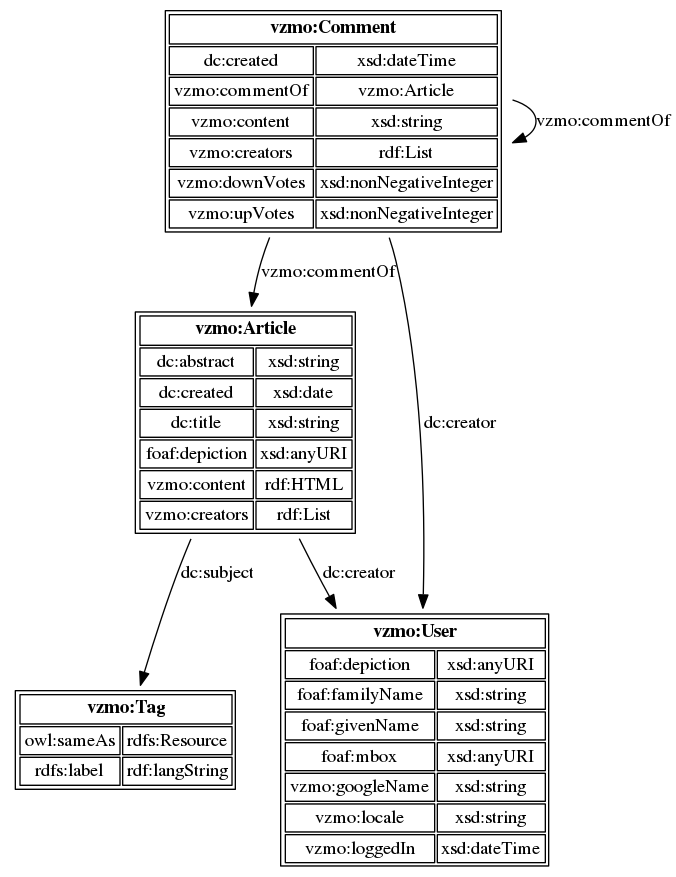 vzmo:Comment
dc:created xsd:dateTime
vzmo:commentOf vzmo:Article
vzmo:content xsd:string
vzmo:creators rdf:List
vzmo:downVotes xsd:nonNegativeInteger
vzmo:upVotes xsd:nonNegativeInteger
vzmo:commentOf
vzmo:commentOf
vzmo:Article
dc:abstract xsd:string
dc:created xsd:date
dc:title xsd:string
foaf:depiction xsd:anyURI
vzmo:content rdf:HTML
vzmo:creators rdf:List
dc:creator
dc:subject
dc:creator
vzmo:User
foaf:depiction xsd:anyURI
foaf:familyName xsd:string
foaf:givenName xsd:string
foaf:mbox xsd:anyURI
vzmo:googleName xsd:string
vzmo:locale xsd:string
vzmo:loggedIn xsd:dateTime
vzmo:Tag
owl:sameAs rdfs:Resource
rdfs:label rdf:langString